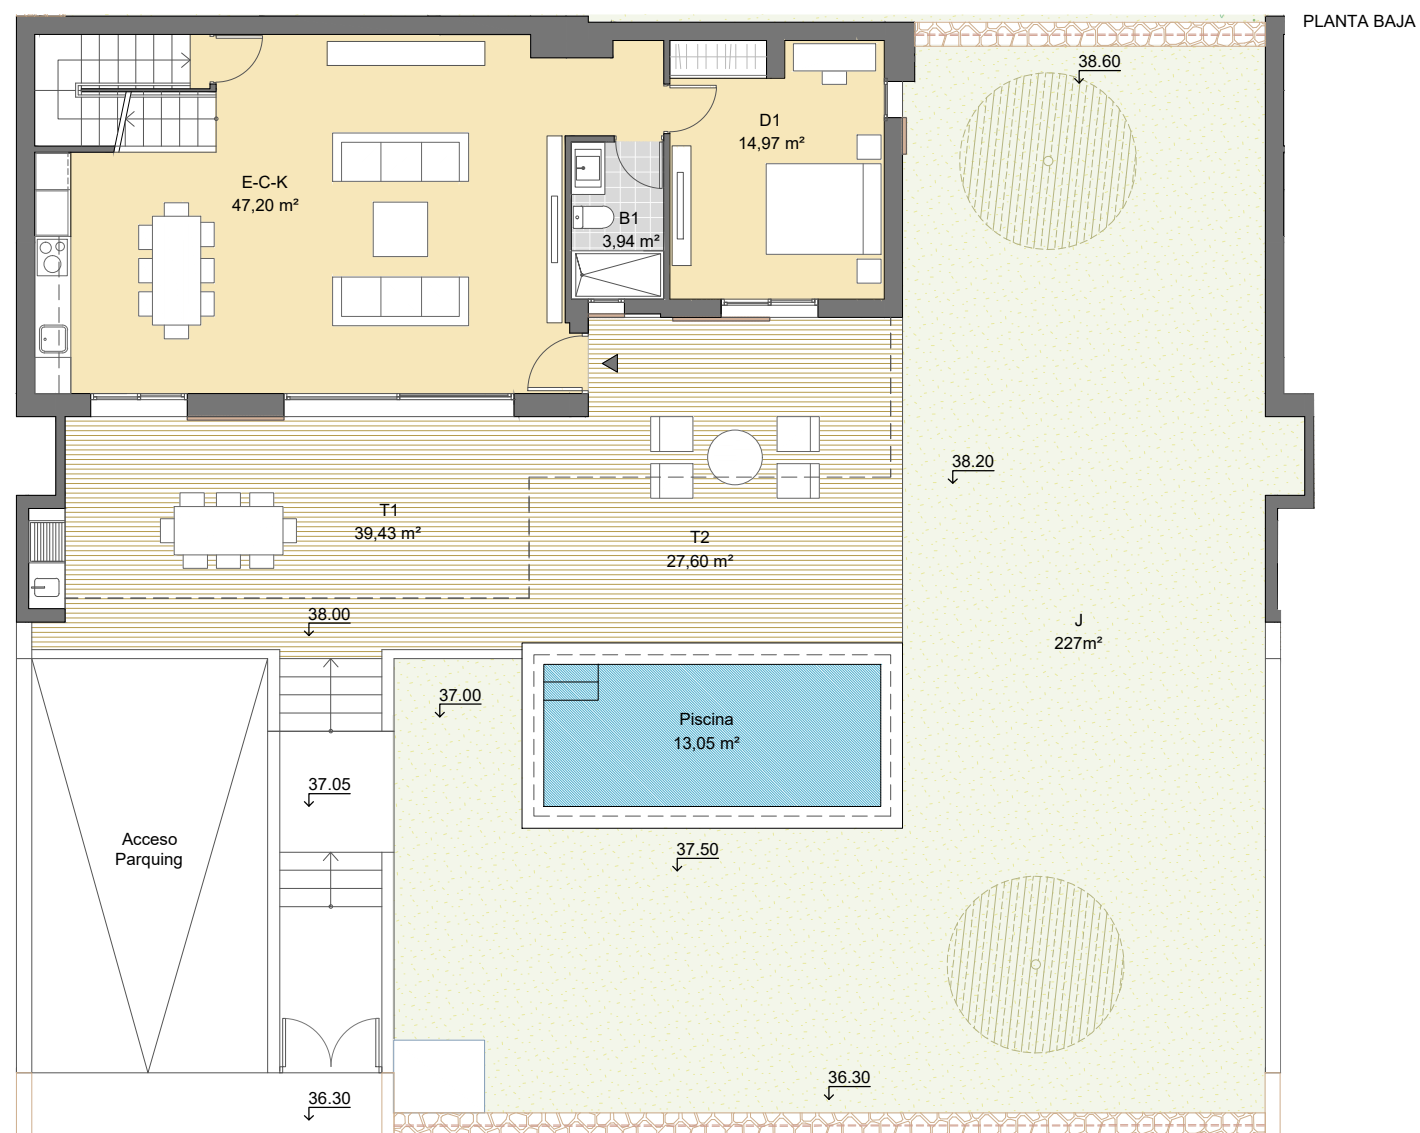 PLANTA BAJA
38.60
D1
14,97 m²
E-C-K
47,20 m²
B1
3,94 m²
38.20
T1
39,43 m²
T2
27,60 m²
38.00
J
227m²
37.00
Piscina
13,05 m²
37.05
Acceso
Parquing
37.50
36.30
36.30